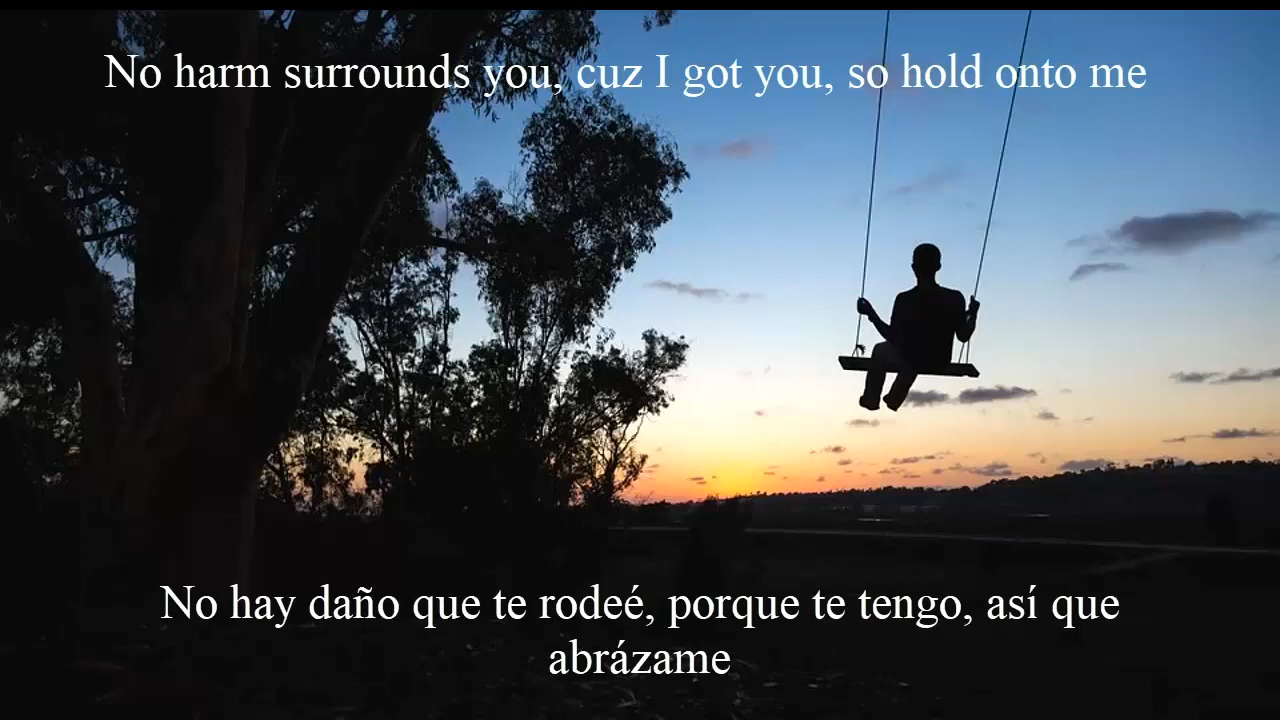 No harm surrounds you, cuz I got you, so hold onto me
No hay daño que te rodeé, porque te tengo, así que
abrázame